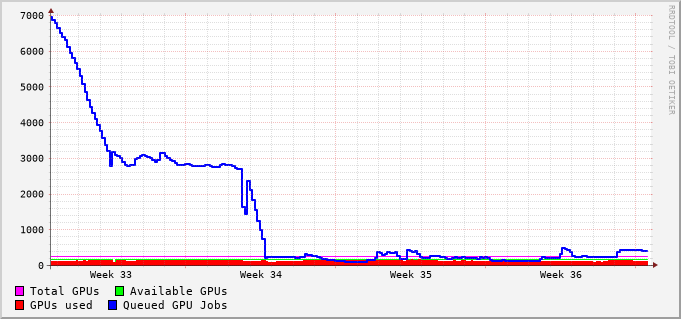 7000
6000
5000
4000
3000
2000
1000
0
Week 33 Week 34 Week 35 Week 36
Total GPUs Available GPUs
GPUs used Queued GPU Jobs
RRDTOOL / TOBI OETIKER